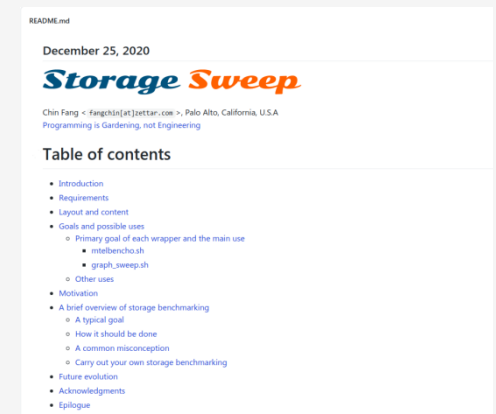 README.md
December 25, 2020
Storage Sweep
Chin Fang < fangchin[at]zettar.com >, Palo Alto, California, U.S.A
Programming is Gardening, not Engineering
Table of contents
Introduction
Requirements
Layout and content
Goals and possible uses
Primary goal of each wrapper and the main use
mtelbencho.sh
graph_sweep.sh
Other uses
Motivation
A brief overview of storage benchmarking
A typical goal
How it should be done
A common misconception
Carry out your own storage benchmarking
Future evolution
Acknowledgments
Epilogue